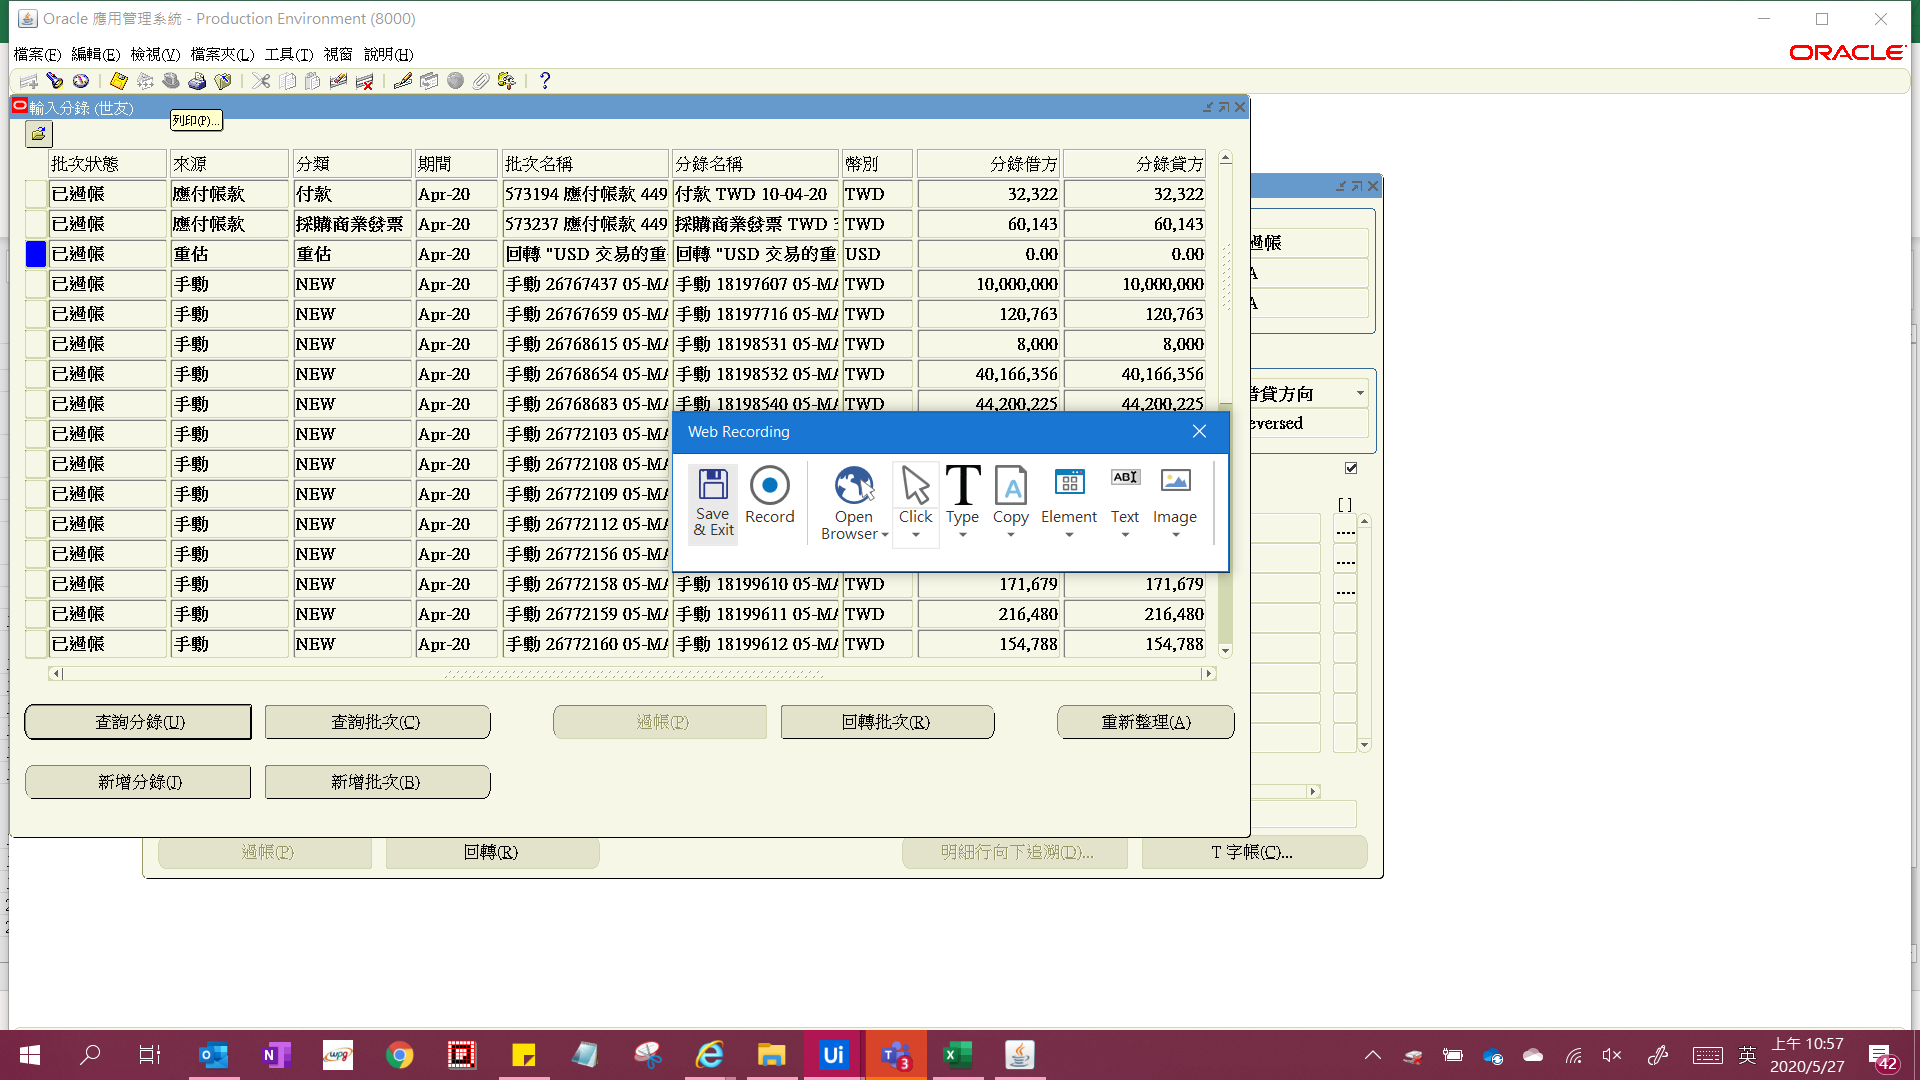 Oracle 應用管理系統 - Production Environment (8000)
檔案(F) 編輯(E) 檢視(V) 檔案夾(L) 工具(T) 視窗 說明(H)
ORACLE
輸入分錄 (世友)
列印(P)...
批次狀態 來源 分類 期間 批次名稱 分錄名稱 幣別 分錄借方 分錄貸方
已過帳 應付帳款 付款 Apr-20 573194 應付帳款 449 付款 TWD 10-04-20 TWD 32,322 32,322
已過帳 應付帳款 採購商業發票 Apr-20 573237 應付帳款 449 採購商業發票 TWD TWD 60,143 60,143
已過帳 重估 重估 Apr-20 回轉 "USD 交易的重 回轉 "USD 交易的重 USD 0.00 0.00
已過帳 手動 NEW Apr-20 手動 26767437 05-MA 手動 18197607 05-MA TWD 10,000,000 10,000,000
已過帳 手動 NEW Apr-20 手動 26767659 05-MA 手動 18197716 05-MA TWD 120,763 120,763
已過帳 手動 NEW Apr-20 手動 26768615 05-MA 手動 18198531 05-MA TWD 8,000 8,000
已過帳 手動 NEW Apr-20 手動 26768654 05-MA 手動 18198532 05-MA TWD 40,166,356 40,166,356
已過帳 手動 NEW Apr-20 手動 26768683 05-MA 手動 18198540 05-MA TWD 44,200,225 44,200,225
已過帳 手動 NEW Apr-20 手動 26772103 05-MA
已過帳 手動 NEW Apr-20 手動 26772108 05-MA
已過帳 手動 NEW Apr-20 手動 26772109 05-MA
已過帳 手動 NEW Apr-20 手動 26772112 05-MA
已過帳 手動 NEW Apr-20 手動 26772156 05-MA
已過帳 手動 NEW Apr-20 手動 26772158 05-MA 手動 18199610 05-MA TWD 171,679 171,679
已過帳 手動 NEW Apr-20 手動 26772159 05-MA 手動 18199611 05-MA TWD 216,480 216,480
已過帳 手動 NEW Apr-20 手動 26772160 05-MA 手動 18199612 05-MA TWD 154,788 154,788
查詢分錄(U) 查詢批次(C) 過帳(P) 回轉批次(R) 重新整理(A)
新增分錄(J) 新增批次(B)
過帳
A
A
借貸方向
eversed
[ ]
過帳(P) 回轉(R) 明細行向下追溯(D)... T 字帳(C)...
Web Recording
Save & Exit Record Open Browser Click Type Copy Element Text Image
A
ABI
wpg
Ui
T 3
英
上午 10:57
2020/5/27
42